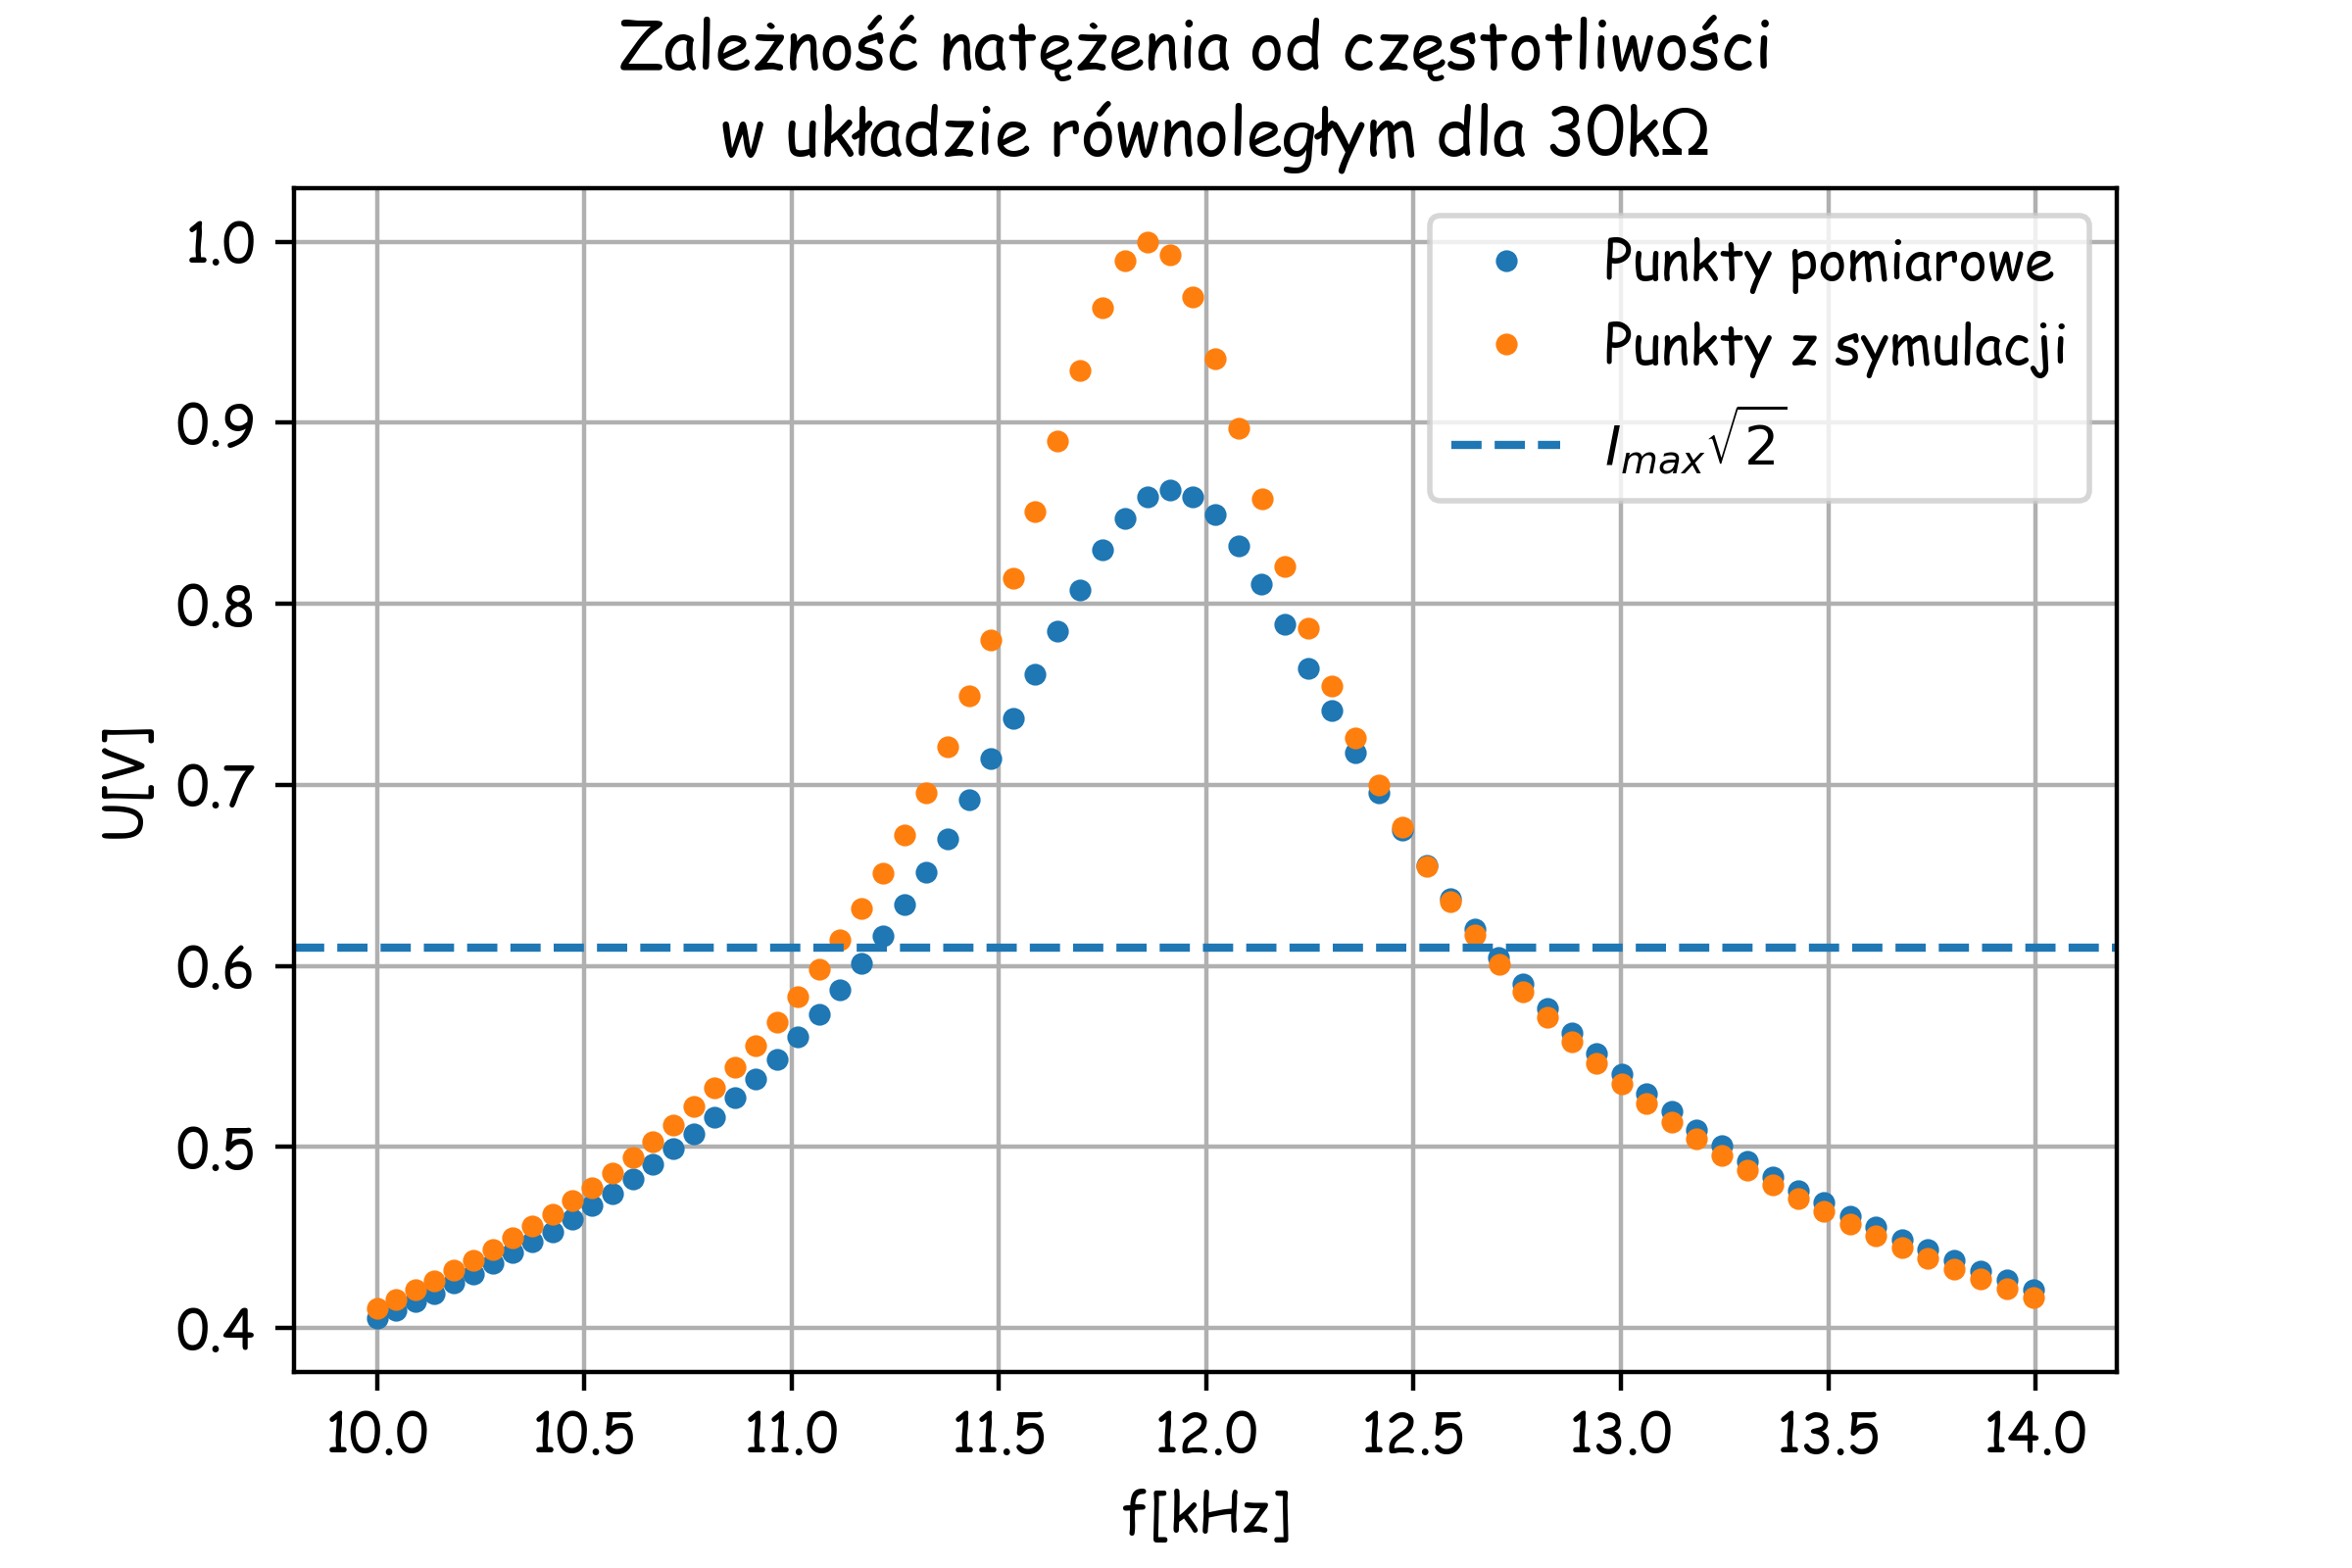 Zależność natężenia od częstotliwości
w układzie równoległym dla 30kΩ
Punkty pomiarowe
Punkty z symulacji
I_max√2
U[V]
1.0
0.9
0.8
0.7
0.6
0.5
0.4
10.0 10.5 11.0 11.5 12.0 12.5 13.0 13.5 14.0
f[kHz]